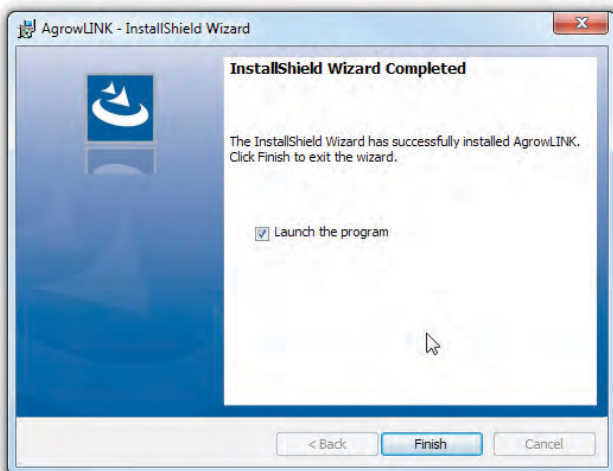 AgrowLINK - InstallShield Wizard
InstallShield Wizard Completed
The InstallShield Wizard has successfully installed AgrowLINK.
Click Finish to exit the wizard.
Launch the program
< Back
Finish
Cancel